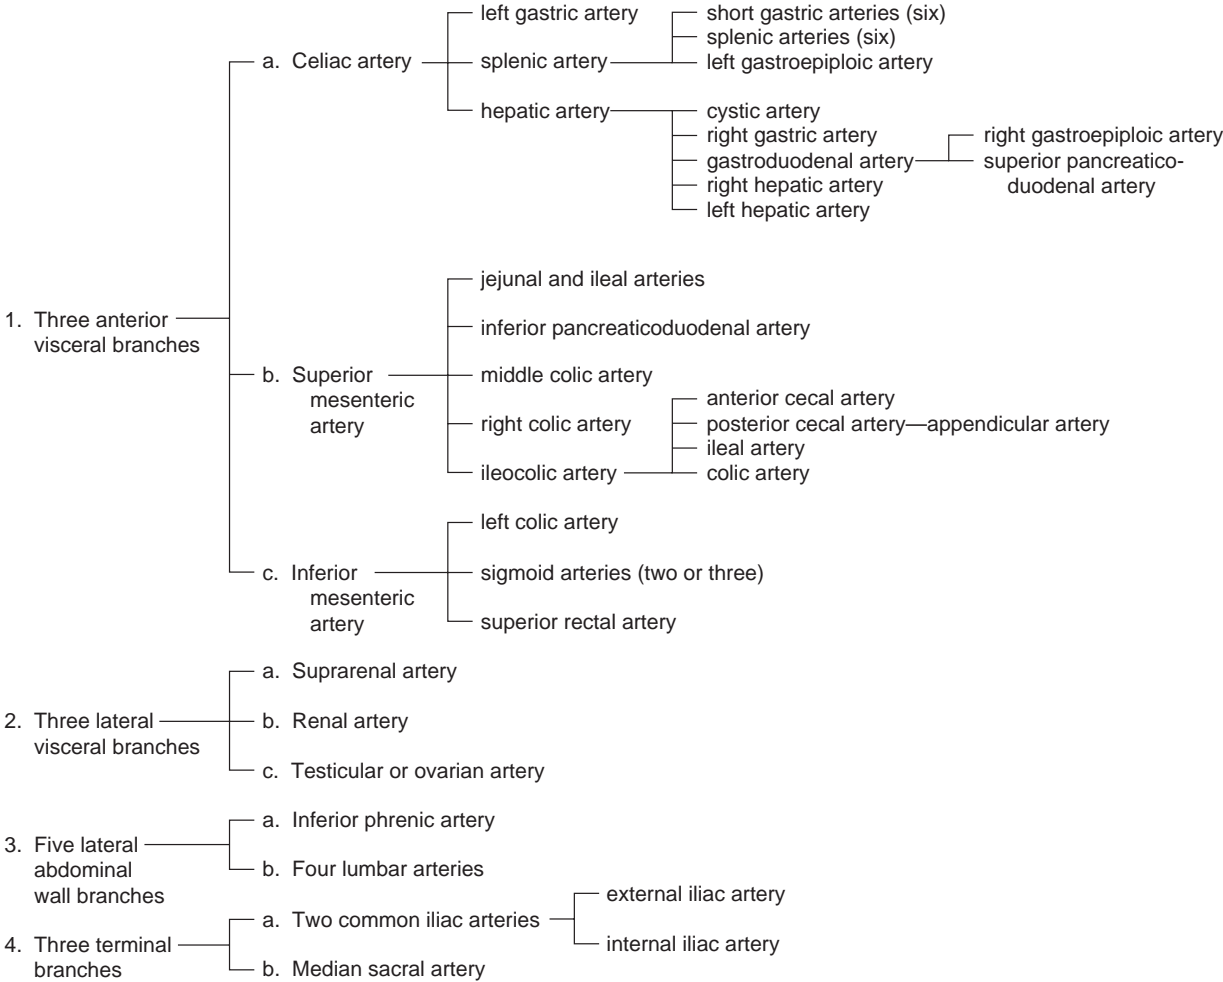 left gastric artery
short gastric arteries (six)
splenic arteries (six)
a. Celiac artery
splenic artery
left gastroepiploic artery
hepatic artery
cystic artery
right gastric artery
right gastroepiploic artery
gastroduodenal artery
superior pancreatico-
duodenal artery
right hepatic artery
left hepatic artery
1. Three anterior
visceral branches
jejunal and ileal arteries
inferior pancreaticoduodenal artery
b. Superior
mesenteric
artery
middle colic artery
right colic artery
anterior cecal artery
posterior cecal artery—appendicular artery
ileal artery
ileocolic artery
colic artery
left colic artery
c. Inferior
mesenteric
artery
sigmoid arteries (two or three)
superior rectal artery
2. Three lateral
visceral branches
a. Suprarenal artery
b. Renal artery
c. Testicular or ovarian artery
3. Five lateral
abdominal
wall branches
a. Inferior phrenic artery
b. Four lumbar arteries
4. Three terminal
branches
a. Two common iliac arteries
external iliac artery
internal iliac artery
b. Median sacral artery